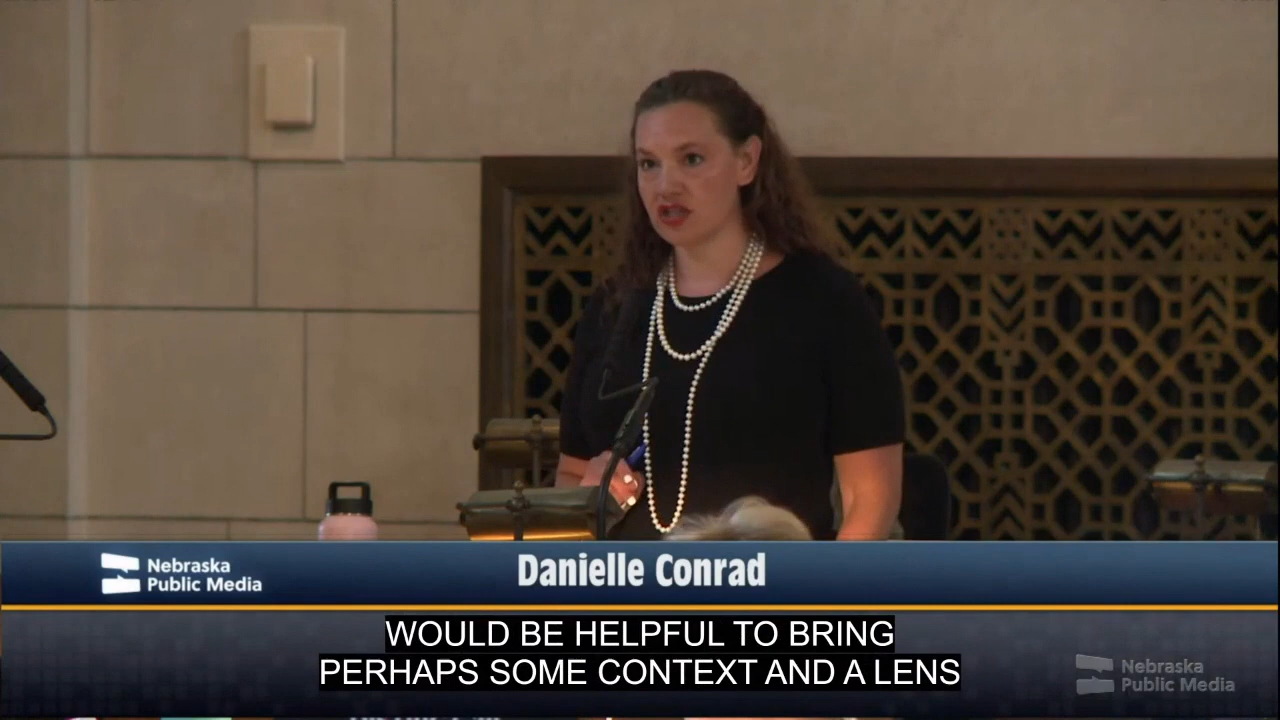 Nebraska
Public Media
Danielle Conrad
WOULD BE HELPFUL TO BRING
PERHAPS SOME CONTEXT AND A LENS
Nebraska
Public Media